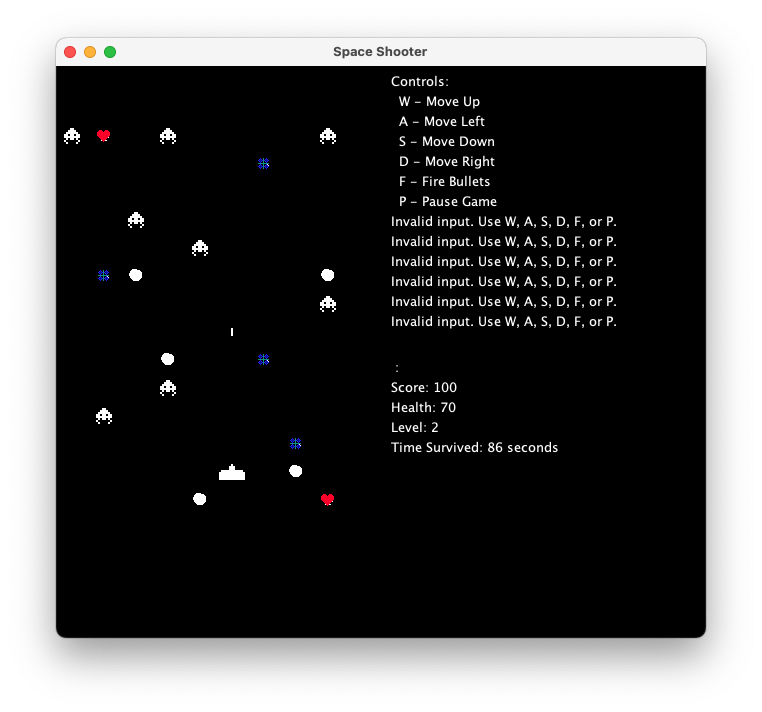 Space Shooter
Controls:
W – Move Up
A – Move Left
S – Move Down
D – Move Right
F – Fire Bullets
P – Pause Game
Invalid input. Use W, A, S, D, F, or P.
Invalid input. Use W, A, S, D, F, or P.
Invalid input. Use W, A, S, D, F, or P.
Invalid input. Use W, A, S, D, F, or P.
Invalid input. Use W, A, S, D, F, or P.
Invalid input. Use W, A, S, D, F, or P.
:
Score: 100
Health: 70
Level: 2
Time Survived: 86 seconds